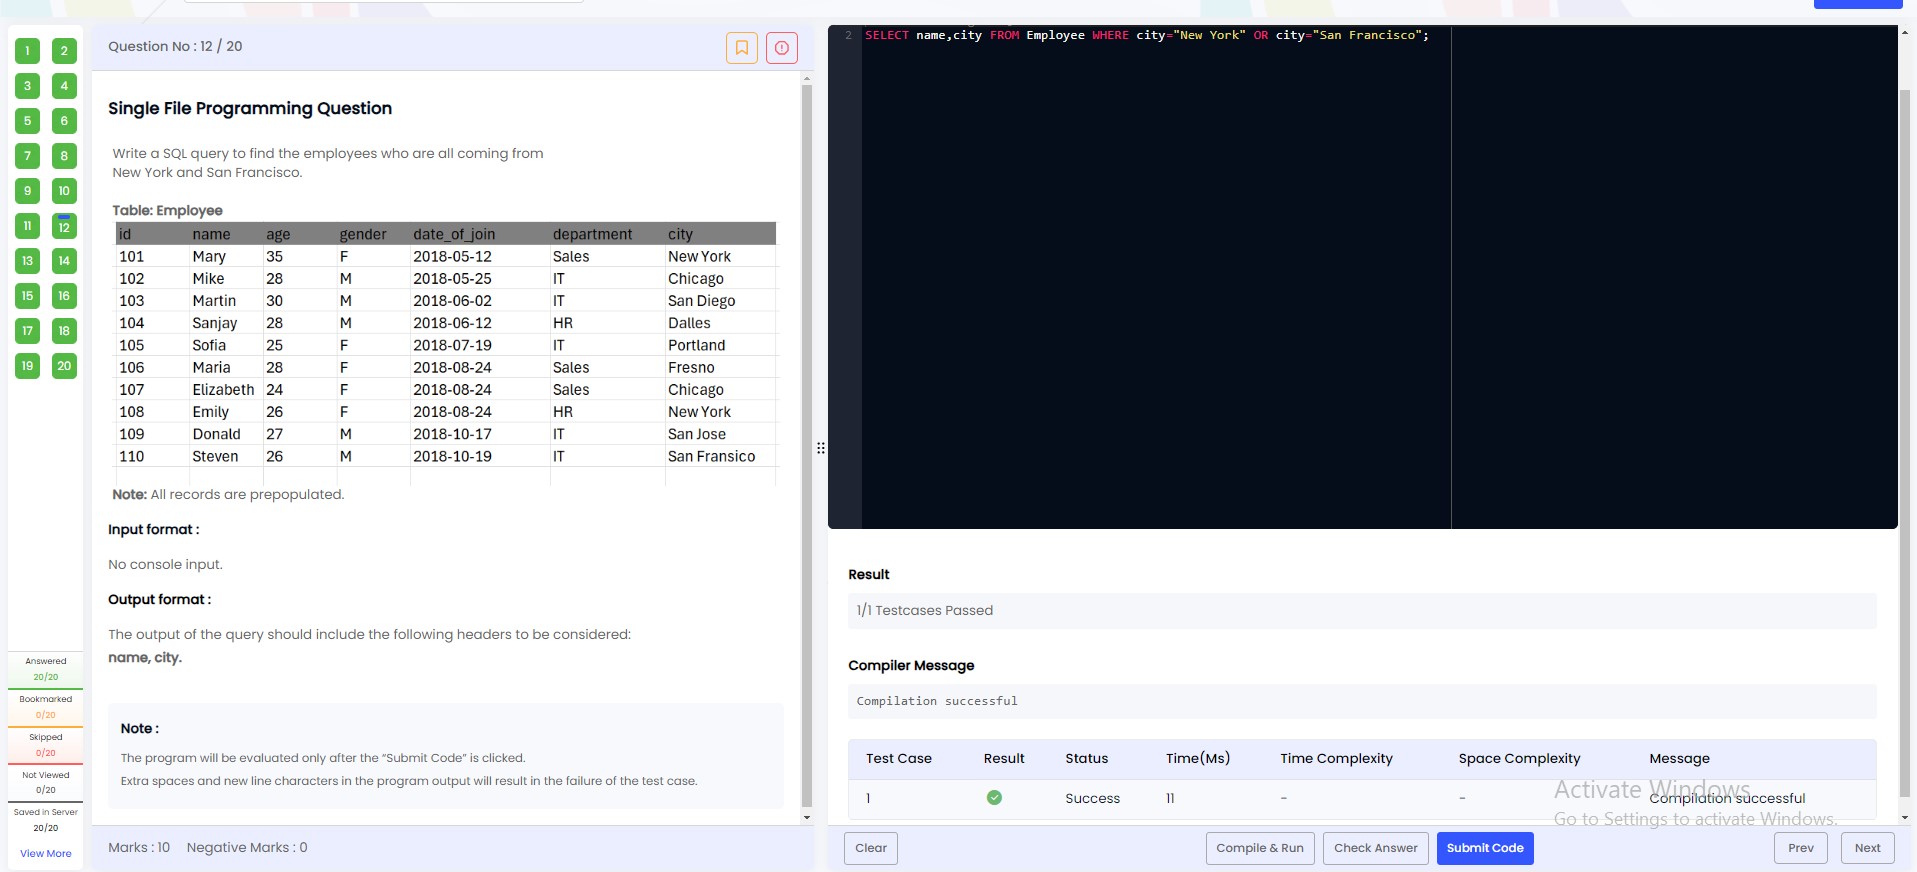 1 2
3 4
5 6
7 8
9 10
11 12
13 14
15 16
17 18
19 20
Answered
20/20
Bookmarked
0/20
Skipped
0/20
Not Viewed
0/20
Saved in Server
20/20
View More
Question No : 12 / 20
Single File Programming Question
Write a SQL query to find the employees who are all coming from
New York and San Francisco.
Table: Employee
id name age gender date_of_join department city
101 Mary 35 F 2018-05-12 Sales New York
102 Mike 28 M 2018-05-25 IT Chicago
103 Martin 30 M 2018-06-02 IT San Diego
104 Sanjay 28 M 2018-06-12 HR Dalles
105 Sofia 25 F 2018-07-19 IT Portland
106 Maria 28 F 2018-08-24 Sales Fresno
107 Elizabeth 24 F 2018-08-24 Sales Chicago
108 Emily 26 F 2018-08-24 HR New York
109 Donald 27 M 2018-10-17 IT San Jose
110 Steven 26 M 2018-10-19 IT San Fransico
Note: All records are prepopulated.
Input format :
No console input.
Output format :
The output of the query should include the following headers to be considered:
name, city.
Note :
The program will be evaluated only after the “Submit Code” is clicked.
Extra spaces and new line characters in the program output will result in the failure of the test case.
Marks : 10 Negative Marks : 0
2 SELECT name,city FROM Employee WHERE city="New York" OR city="San Francisco";
Result
1/1 Testcases Passed
Compiler Message
Compilation successful
Test Case Result Status Time(Ms) Time Complexity Space Complexity Message
1 Success 11 - - Compilation successful
Activate Windows
Go to Settings to activate Windows.
Clear Compile & Run Check Answer Submit Code Prev Next